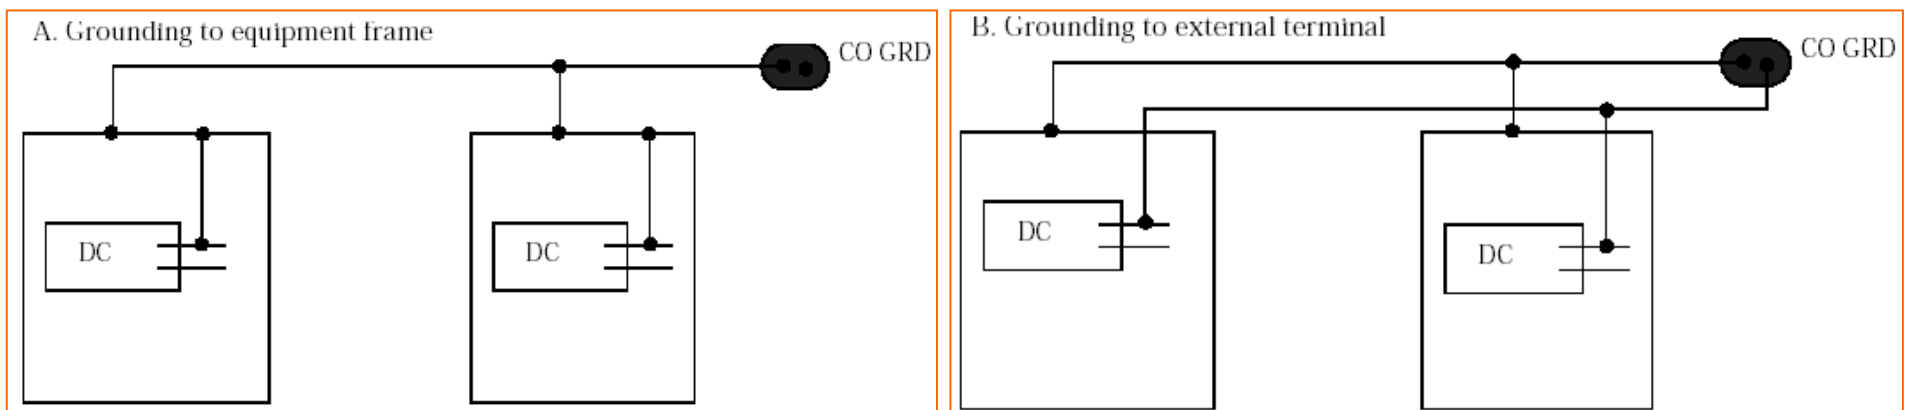 A. Grounding to equipment frame
CO GRD
DC
DC
B. Grounding to external terminal
CO GRD
DC
DC